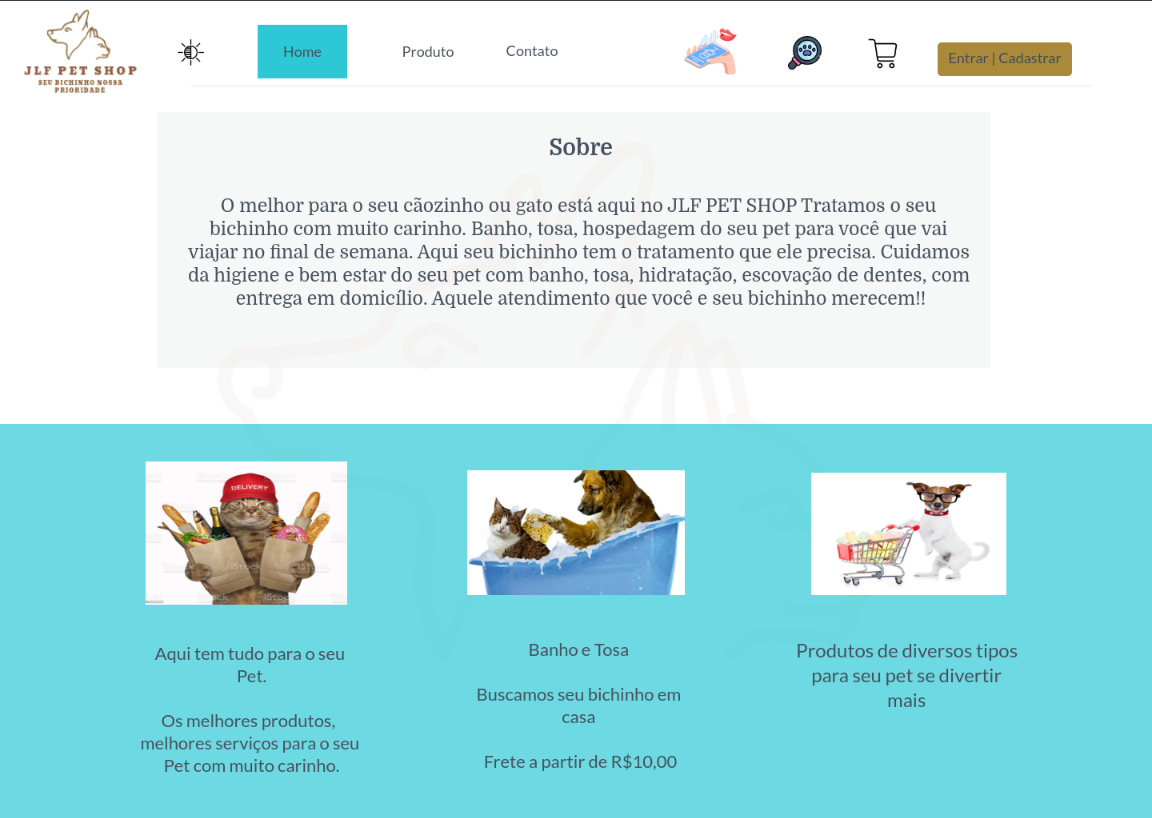 JLF PET SHOP
SEU BICHINHO NOSSA
PRIORIDADE
Home
Produto
Contato
Entrar | Cadastrar
Sobre
O melhor para o seu cãozinho ou gato está aqui no JLF PET SHOP Tratamos o seu
bichinho com muito carinho. Banho, tosa, hospedagem do seu pet para você que vai
viajar no final de semana. Aqui seu bichinho tem o tratamento que ele precisa. Cuidamos
da higiene e bem estar do seu pet com banho, tosa, hidratação, escovação de dentes, com
entrega em domicílio. Aquele atendimento que você e seu bichinho merecem!!
DELIVERY
iStock
iStock
Aqui tem tudo para o seu
Pet.
Os melhores produtos,
melhores serviços para o seu
Pet com muito carinho.
Banho e Tosa
Buscamos seu bichinho em
casa
Frete a partir de R$10,00
Produtos de diversos tipos
para seu pet se divertir
mais